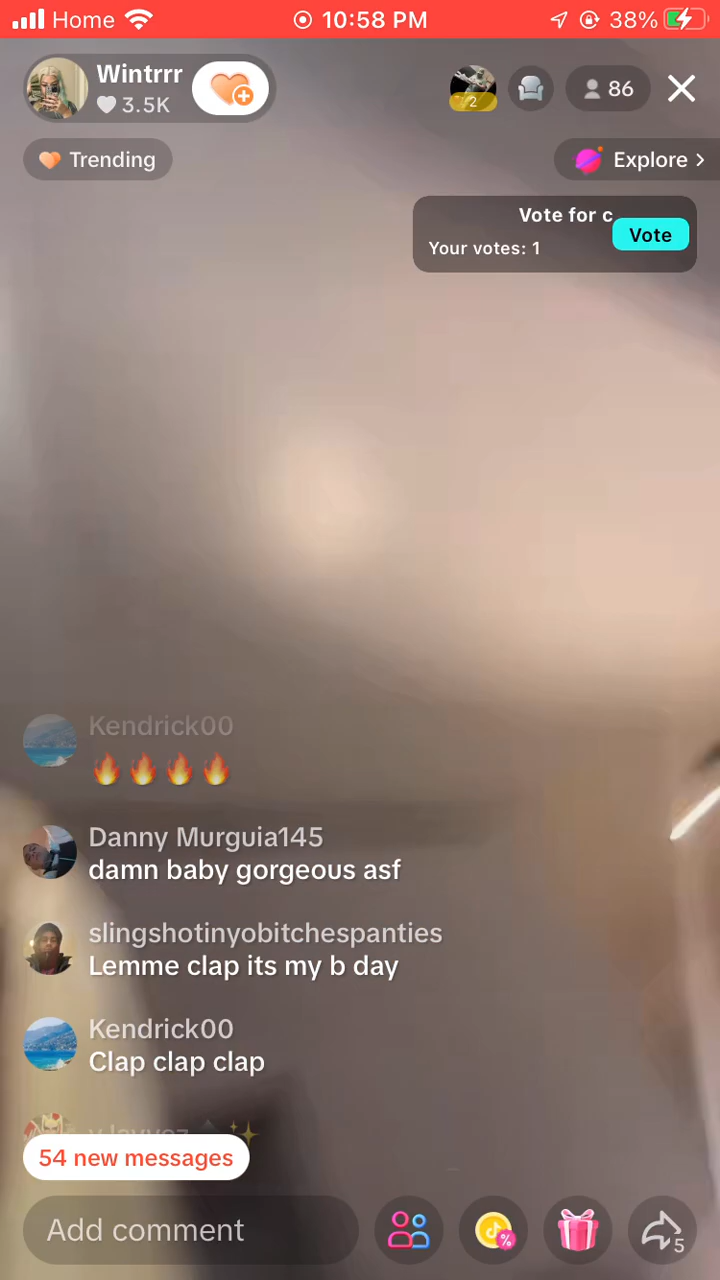 Home 10:58 PM 38%
Wintrrr
3.5K
2
86
Trending
Explore
Vote for c
Your votes: 1
Vote
Kendrick00
🔥🔥🔥🔥
Danny Murguia145
damn baby gorgeous asf
slingshotinyobitchespanties
Lemme clap its my b day
Kendrick00
Clap clap clap
54 new messages
Add comment
%
5